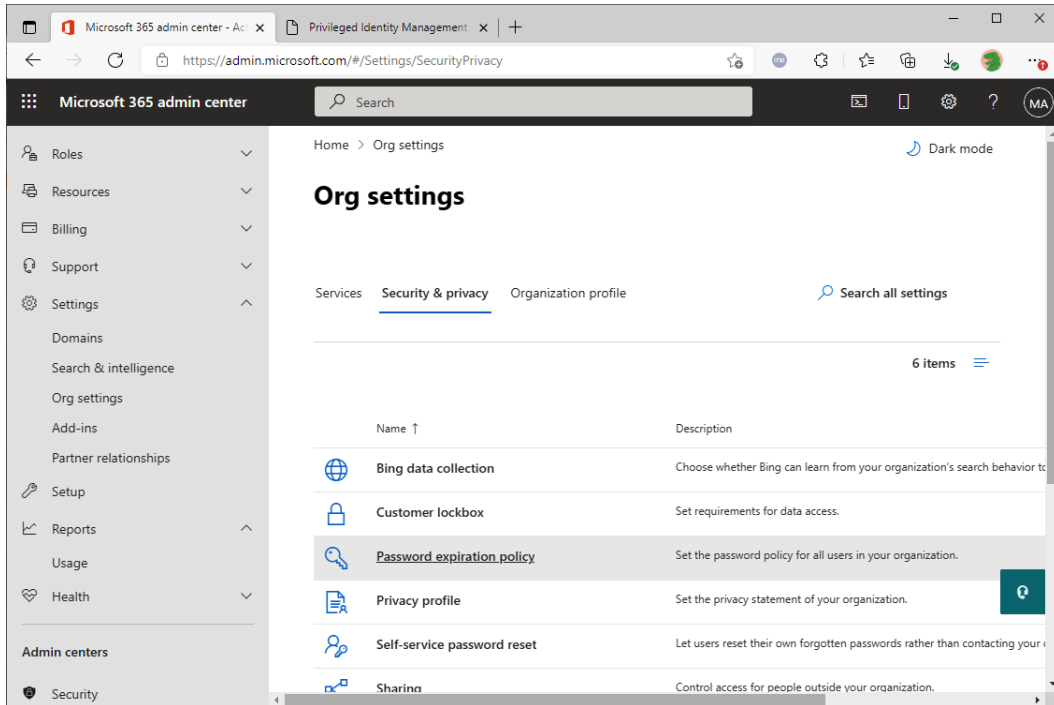 Microsoft 365 admin center - Ac
Privileged Identity Management
https://admin.microsoft.com/#/Settings/SecurityPrivacy
Microsoft 365 admin center
Search
MA
Home > Org settings
Dark mode
Org settings
Services Security & privacy Organization profile
Search all settings
6 items
Roles
Resources
Billing
Support
Settings
Domains
Search & intelligence
Org settings
Add-ins
Partner relationships
Setup
Reports
Usage
Health
Admin centers
Security
Name ↑ Description
Bing data collection Choose whether Bing can learn from your organization's search behavior to
Customer lockbox Set requirements for data access.
Password expiration policy Set the password policy for all users in your organization.
Privacy profile Set the privacy statement of your organization.
Self-service password reset Let users reset their own forgotten passwords rather than contacting your
Sharing Control access for people outside your organization.